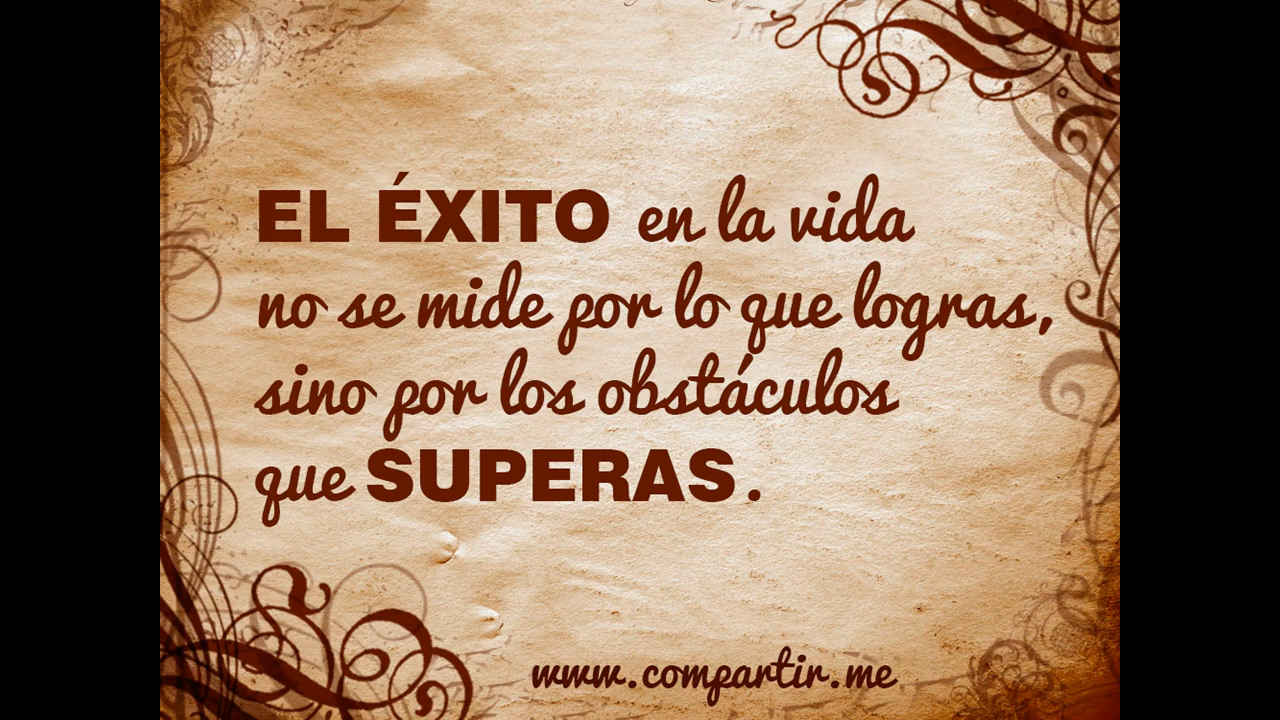 EL ÉXITO en la vida
no se mide por lo que logras,
sino por los obstáculos
que SUPERAS.
www.compartir.me